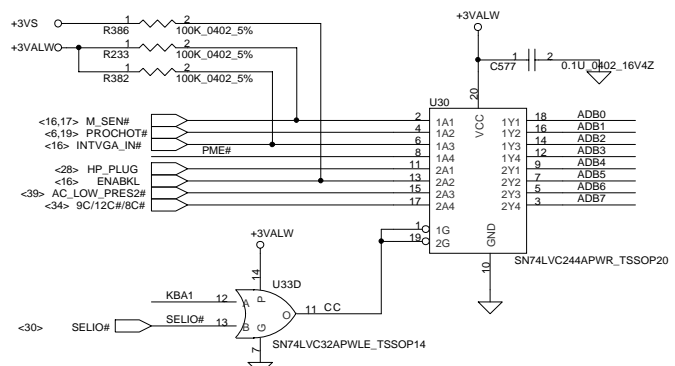 +3VS 1 2
R386 100K_0402_5%
+3VALW 1 2
R233 100K_0402_5%
1 2
R382 100K_0402_5%
+3VALW
C577 1 2 0.1U_0402_16V4Z
20
U30
VCC
<16,17> M_SEN# 2 1A1 1Y1 18 ADB0
<6,19> PROCHOT# 4 1A2 1Y2 16 ADB1
<16> INTVGA_IN# 6 1A3 1Y3 14 ADB2
PME# 8 1A4 1Y4 12 ADB3
<28> HP_PLUG 11 2A1 2Y1 9 ADB4
<16> ENABKL 13 2A2 2Y2 7 ADB5
<39> AC_LOW_PRES2# 15 2A3 2Y3 5 ADB6
<34> 9C/12C#/8C# 17 2A4 2Y4 3 ADB7
1 1G
19 2G
GND
10
SN74LVC244APWR_TSSOP20
+3VALW
14
U33D
KBA1 12 A P
O 11 CC
<30> SELIO# SELIO# 13 B G
7
SN74LVC32APWLE_TSSOP14